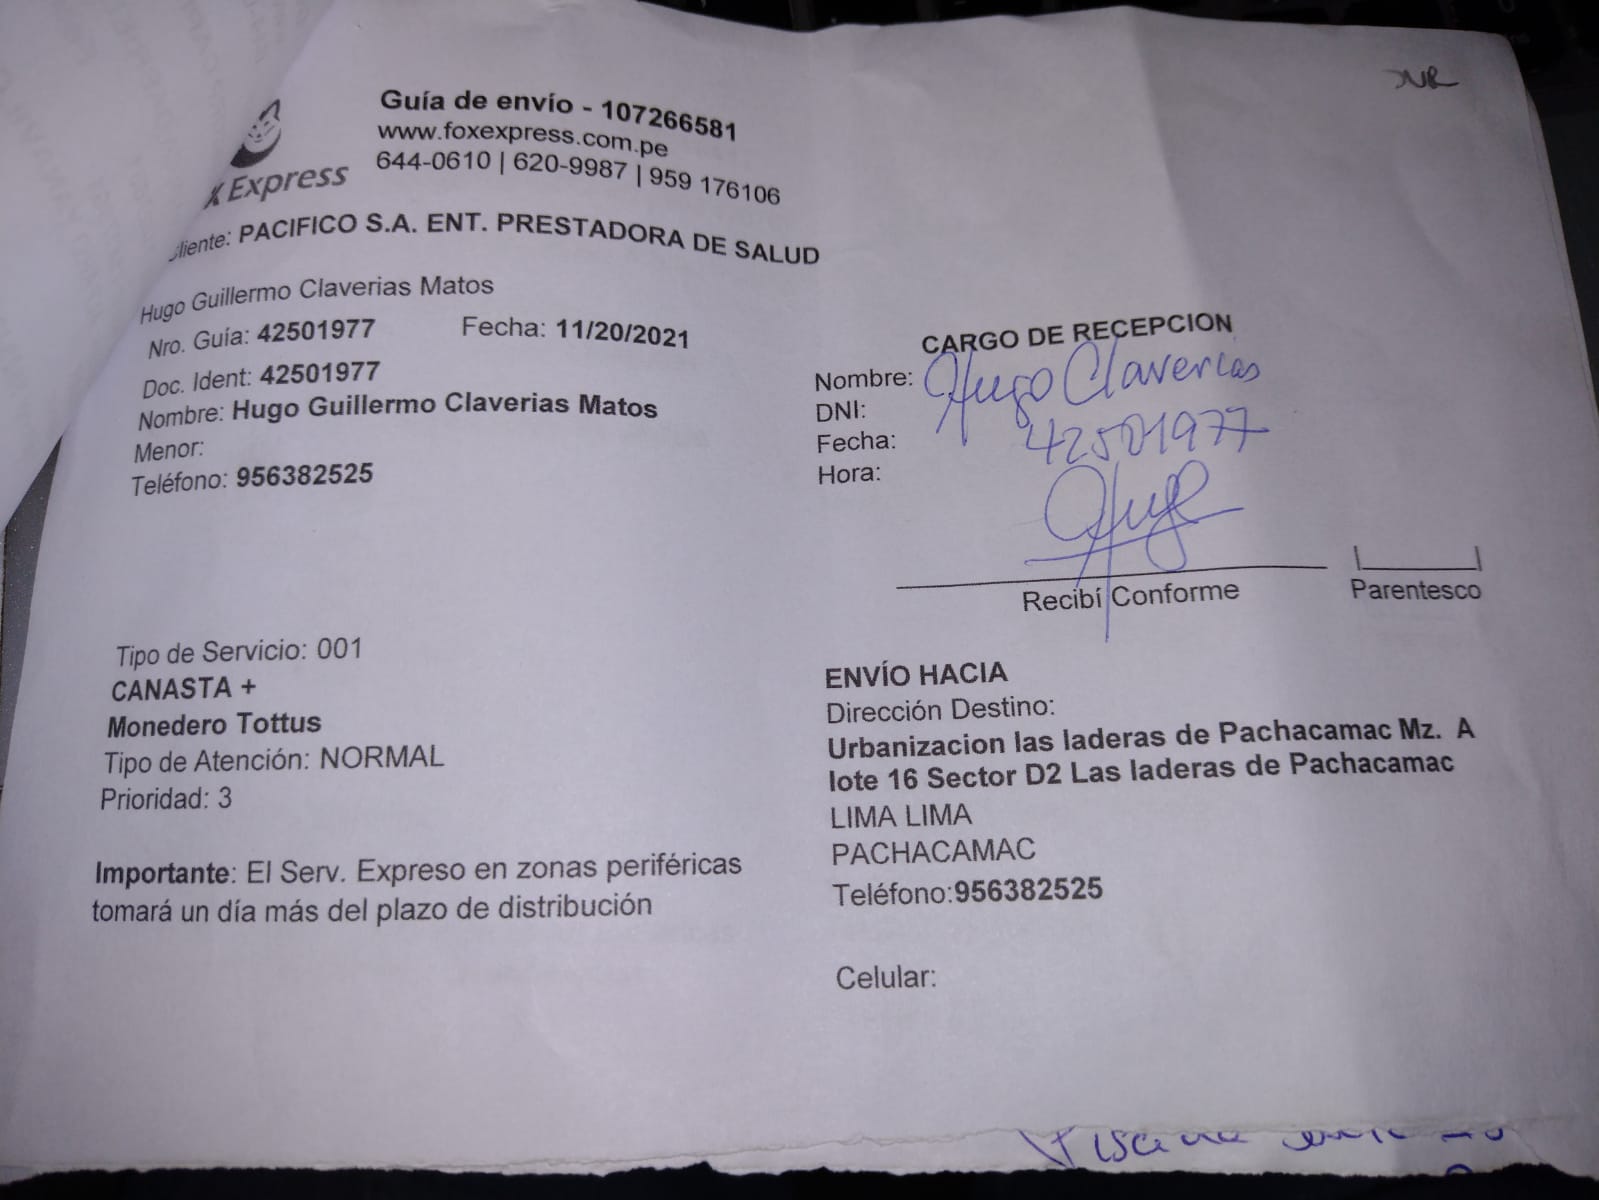 Guía de envío - 107266581
www.foxexpress.com.pe
644-0610 | 620-9987 | 959 176106
X Express
Cliente: PACIFICO S.A. ENT. PRESTADORA DE SALUD
Hugo Guillermo Claverias Matos
Nro. Guía: 42501977 Fecha: 11/20/2021
Doc. Ident: 42501977
Nombre: Hugo Guillermo Claverias Matos
Menor:
Teléfono: 956382525
CARGO DE RECEPCION
Nombre: Hugo Claverias
DNI: 42501977
Fecha:
Hora:
Recibí Conforme
Parentesco
Tipo de Servicio: 001
CANASTA +
Monedero Tottus
Tipo de Atención: NORMAL
Prioridad: 3
Importante: El Serv. Expreso en zonas periféricas
tomará un día más del plazo de distribución
ENVÍO HACIA
Dirección Destino:
Urbanizacion las laderas de Pachacamac Mz. A
lote 16 Sector D2 Las laderas de Pachacamac
LIMA LIMA
PACHACAMAC
Teléfono:956382525
Celular: